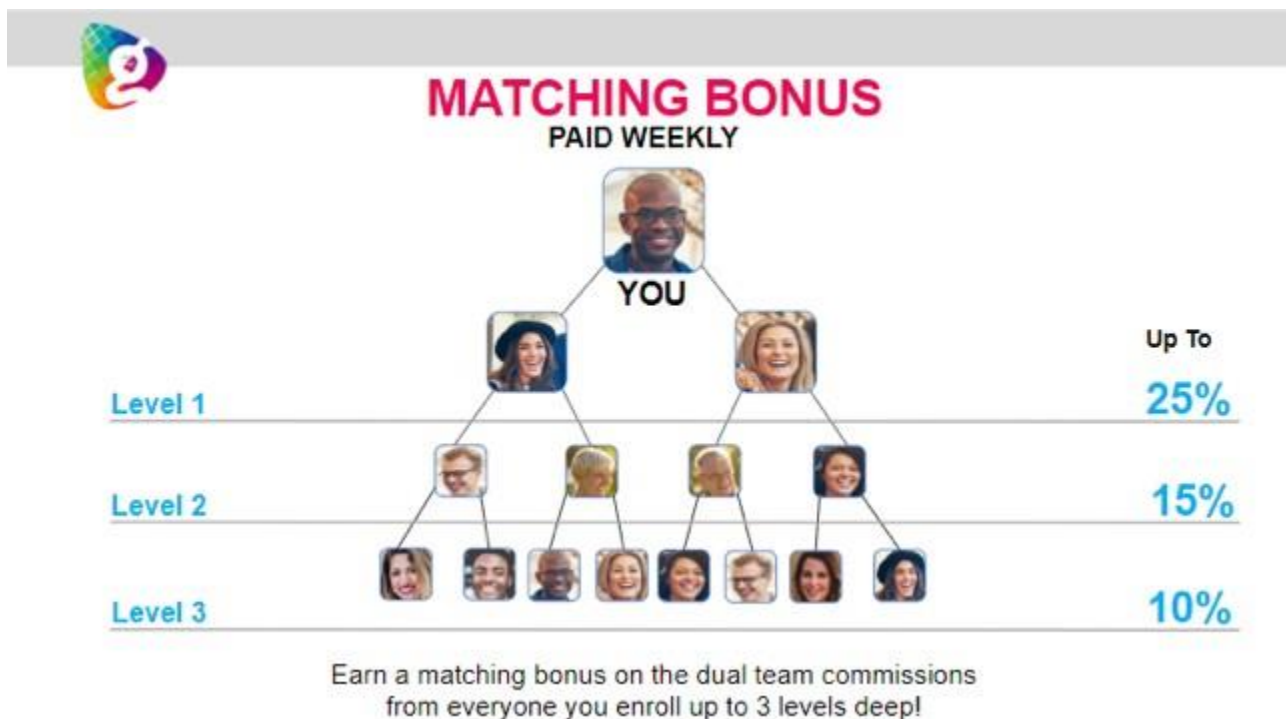 g
MATCHING BONUS
PAID WEEKLY
YOU
Up To
Level 1 25%
Level 2 15%
Level 3 10%
Earn a matching bonus on the dual team commissions
from everyone you enroll up to 3 levels deep!